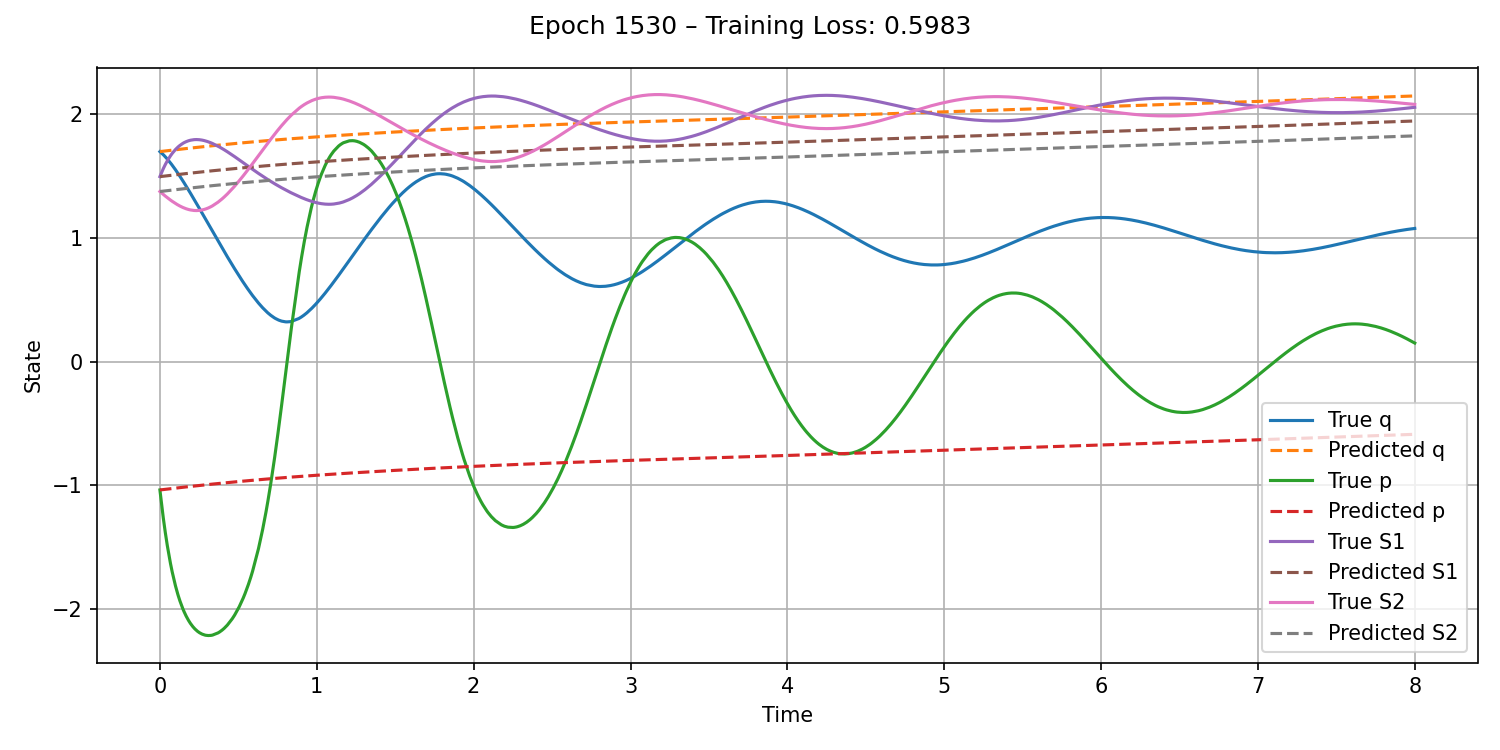 Epoch 1530 – Training Loss: 0.5983
State
2
1
0
−1
−2
0 1 2 3 4 5 6 7 8
Time
True q
Predicted q
True p
Predicted p
True S1
Predicted S1
True S2
Predicted S2